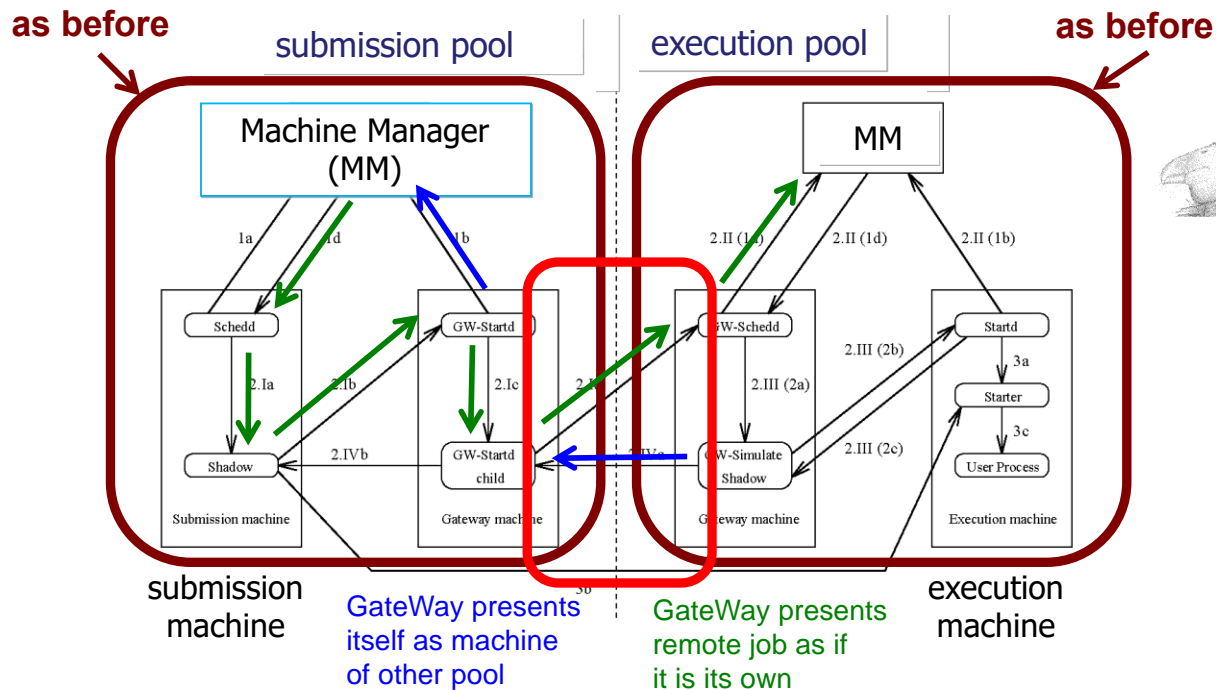 as before
submission pool
execution pool
as before
Machine Manager
(MM)
MM
1a
1d
1b
2.II (1d)
2.II (1b)
Schedd
GW-Startd
GW-Schedd
Startd
2.Ia
2.Ib
2.Ic
2.III (2a)
2.III (2b)
3a
Starter
2.III (2c)
3c
Shadow
2.IVb
GW-Startd
child
GW-Simulate
Shadow
User Process
Submission machine
Gateway machine
Gateway machine
Execution machine
3b
submission
machine
GateWay presents
itself as machine
of other pool
GateWay presents
remote job as if
it is its own
execution
machine